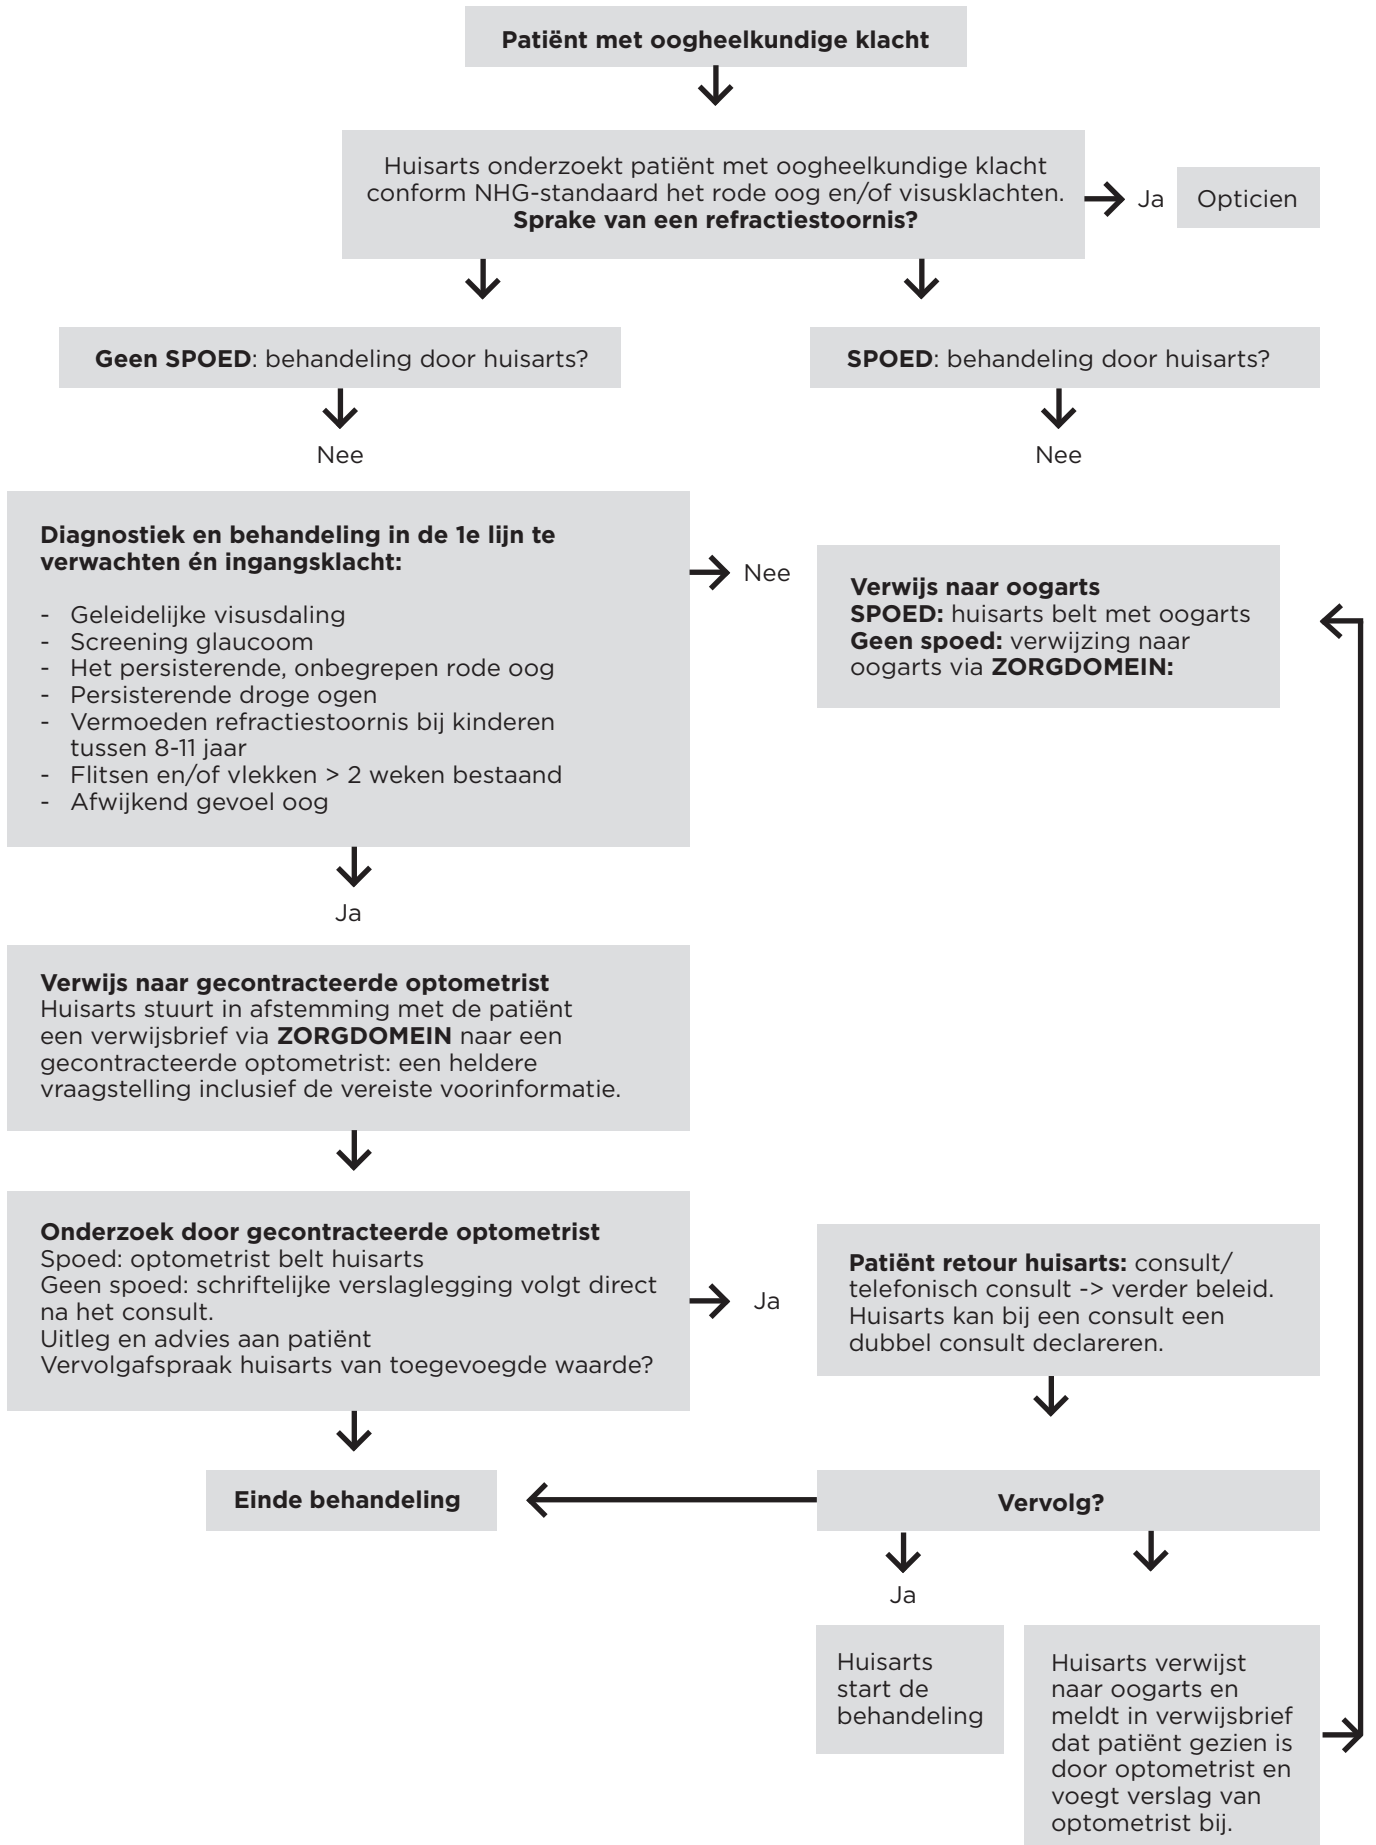 Patiënt met oogheelkundige klacht
Huisarts onderzoekt patiënt met oogheelkundige klacht
conform NHG-standaard het rode oog en/of visusklachten.
Sprake van een refractiestoornis?
Ja
Opticien
Geen SPOED: behandeling door huisarts?
SPOED: behandeling door huisarts?
Nee
Nee
Diagnostiek en behandeling in de 1e lijn te
verwachten én ingangsklacht:
- Geleidelijke visusdaling
- Screening glaucoom
- Het persisterende, onbegrepen rode oog
- Persisterende droge ogen
- Vermoeden refractiestoornis bij kinderen
tussen 8-11 jaar
- Flitsen en/of vlekken > 2 weken bestaand
- Afwijkend gevoel oog
Nee
Verwijs naar oogarts
SPOED: huisarts belt met oogarts
Geen spoed: verwijzing naar
oogarts via ZORGDOMEIN:
Ja
Verwijs naar gecontracteerde optometrist
Huisarts stuurt in afstemming met de patiënt
een verwijsbrief via ZORGDOMEIN naar een
gecontracteerde optometrist: een heldere
vraagstelling inclusief de vereiste voorinformatie.
Onderzoek door gecontracteerde optometrist
Spoed: optometrist belt huisarts
Geen spoed: schriftelijke verslaglegging volgt direct
na het consult.
Uitleg en advies aan patiënt
Vervolgafspraak huisarts van toegevoegde waarde?
Ja
Patiënt retour huisarts: consult/
telefonisch consult -> verder beleid.
Huisarts kan bij een consult een
dubbel consult declareren.
Einde behandeling
Vervolg?
Ja
Huisarts
start de
behandeling
Huisarts verwijst
naar oogarts en
meldt in verwijsbrief
dat patiënt gezien is
door optometrist en
voegt verslag van
optometrist bij.